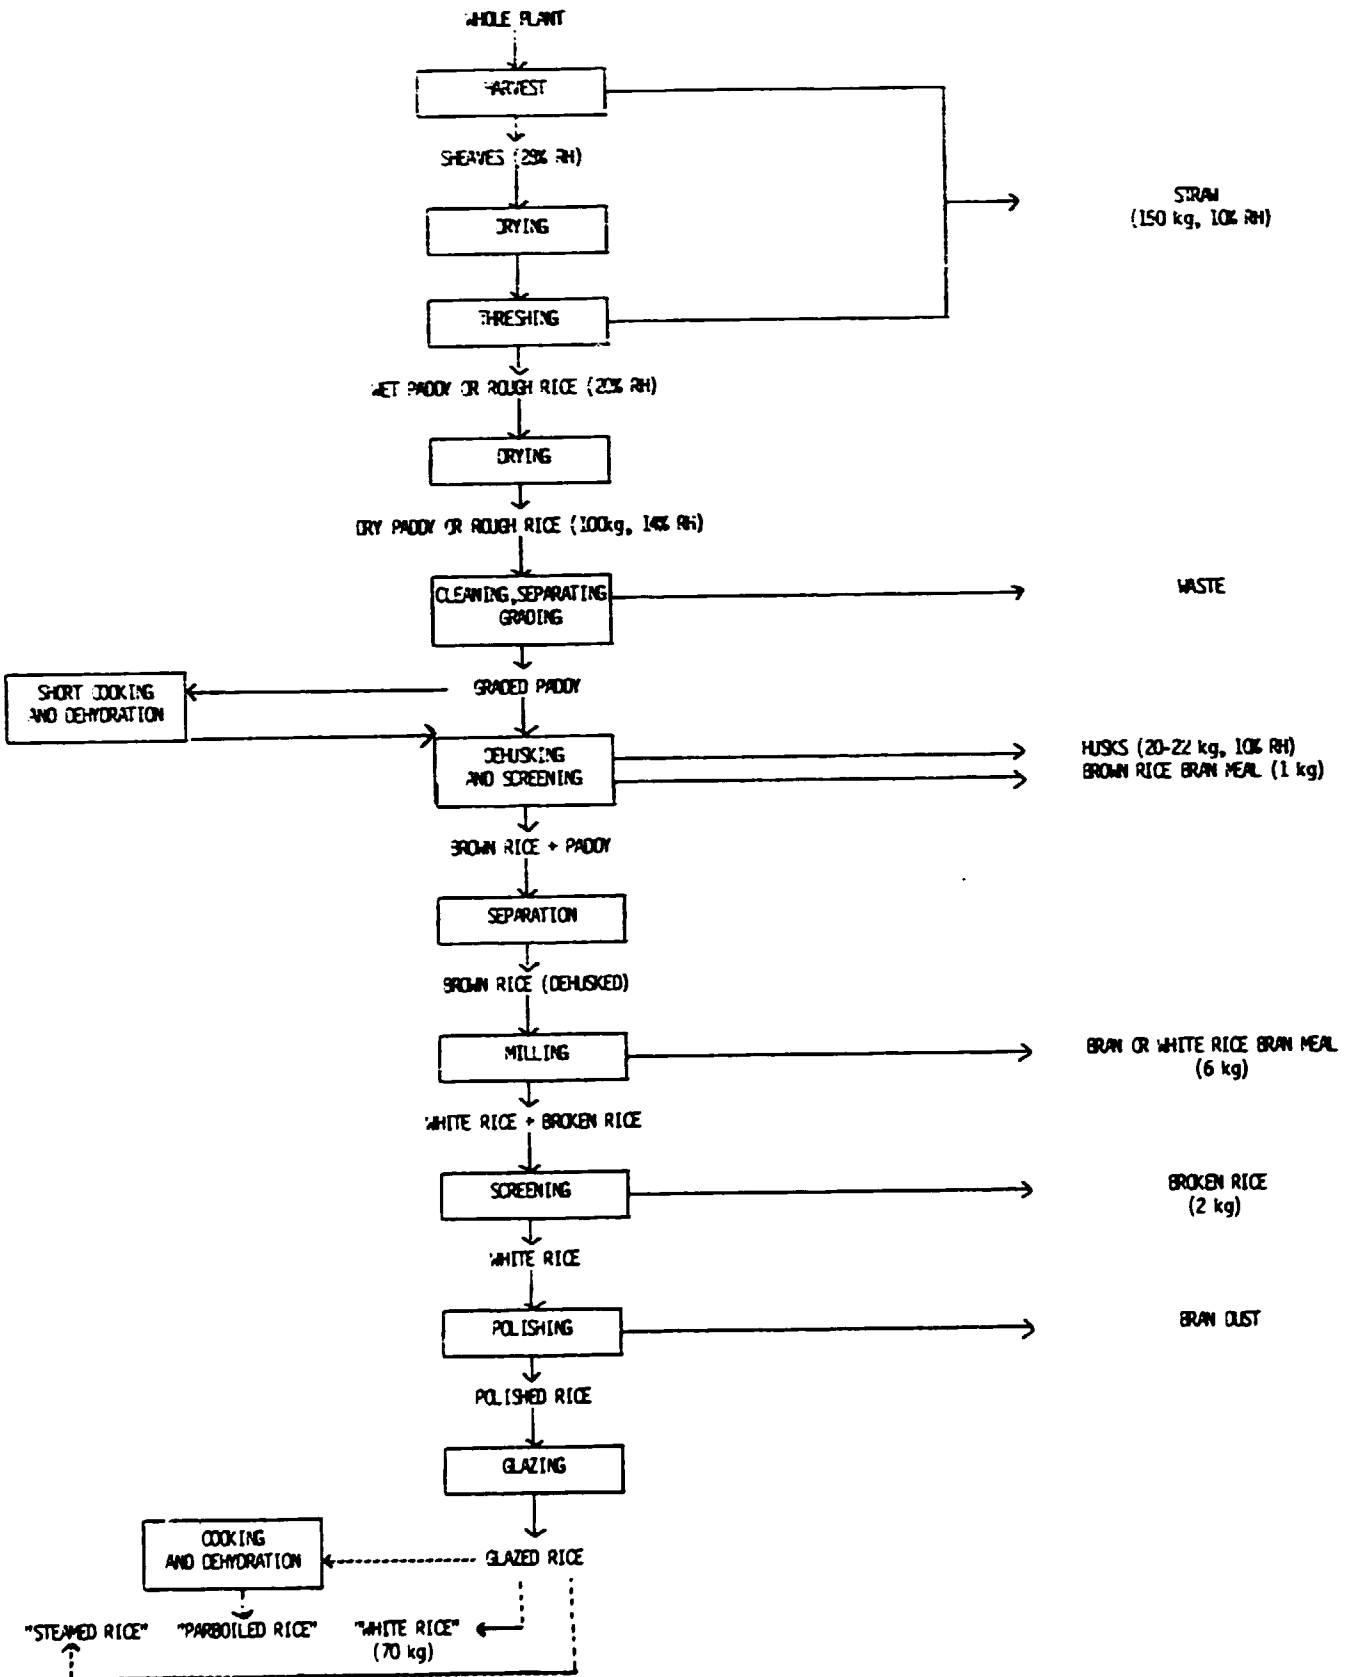 WHOLE PLANT
HARVEST
SHEAVES (29% RH)
DRYING
STRAW
(150 kg, 10% RH)
THRESHING
WET PADDY OR ROUGH RICE (20% RH)
DRYING
DRY PADDY OR ROUGH RICE (100kg, 14% RH)
CLEANING, SEPARATING
GRADING
WASTE
GRADED PADDY
SHORT COOKING
AND DEHYDRATION
DEHUSKING
AND SCREENING
HUSKS (20-22 kg, 10% RH)
BROWN RICE BRAN MEAL (1 kg)
BROWN RICE + PADDY
SEPARATION
BROWN RICE (DEHUSKED)
MILLING
BRAN OR WHITE RICE BRAN MEAL
(6 kg)
WHITE RICE + BROKEN RICE
SCREENING
BROKEN RICE
(2 kg)
WHITE RICE
POLISHING
BRAN DUST
POLISHED RICE
GLAZING
COOKING
AND DEHYDRATION
GLAZED RICE
"STEAMED RICE" "PARBOILED RICE" "WHITE RICE"
(70 kg)